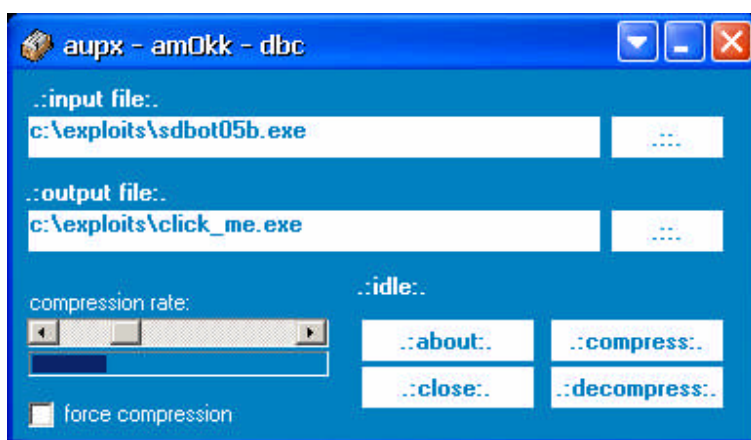 aupx - am0kk - dbc
.:input file:.
c:\exploits\sdbot05b.exe
.::.
.:output file:.
c:\exploits\click_me.exe
.::.
compression rate:
.:idle:.
.:about:. .:compress:.
.:close:. .:decompress:.
force compression